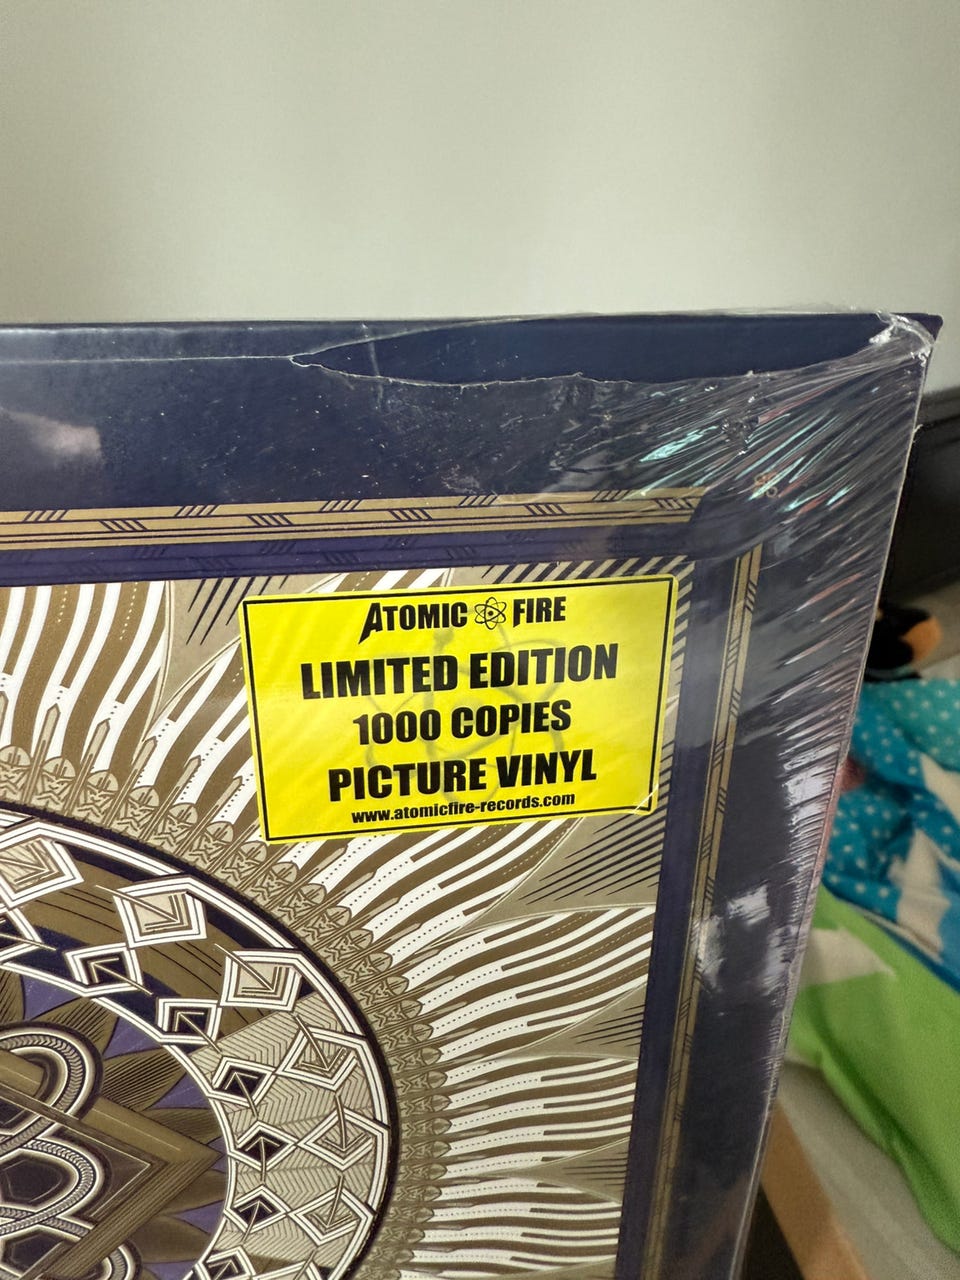 ATOMIC FIRE
LIMITED EDITION
1000 COPIES
PICTURE VINYL
www.atomicfire-records.com